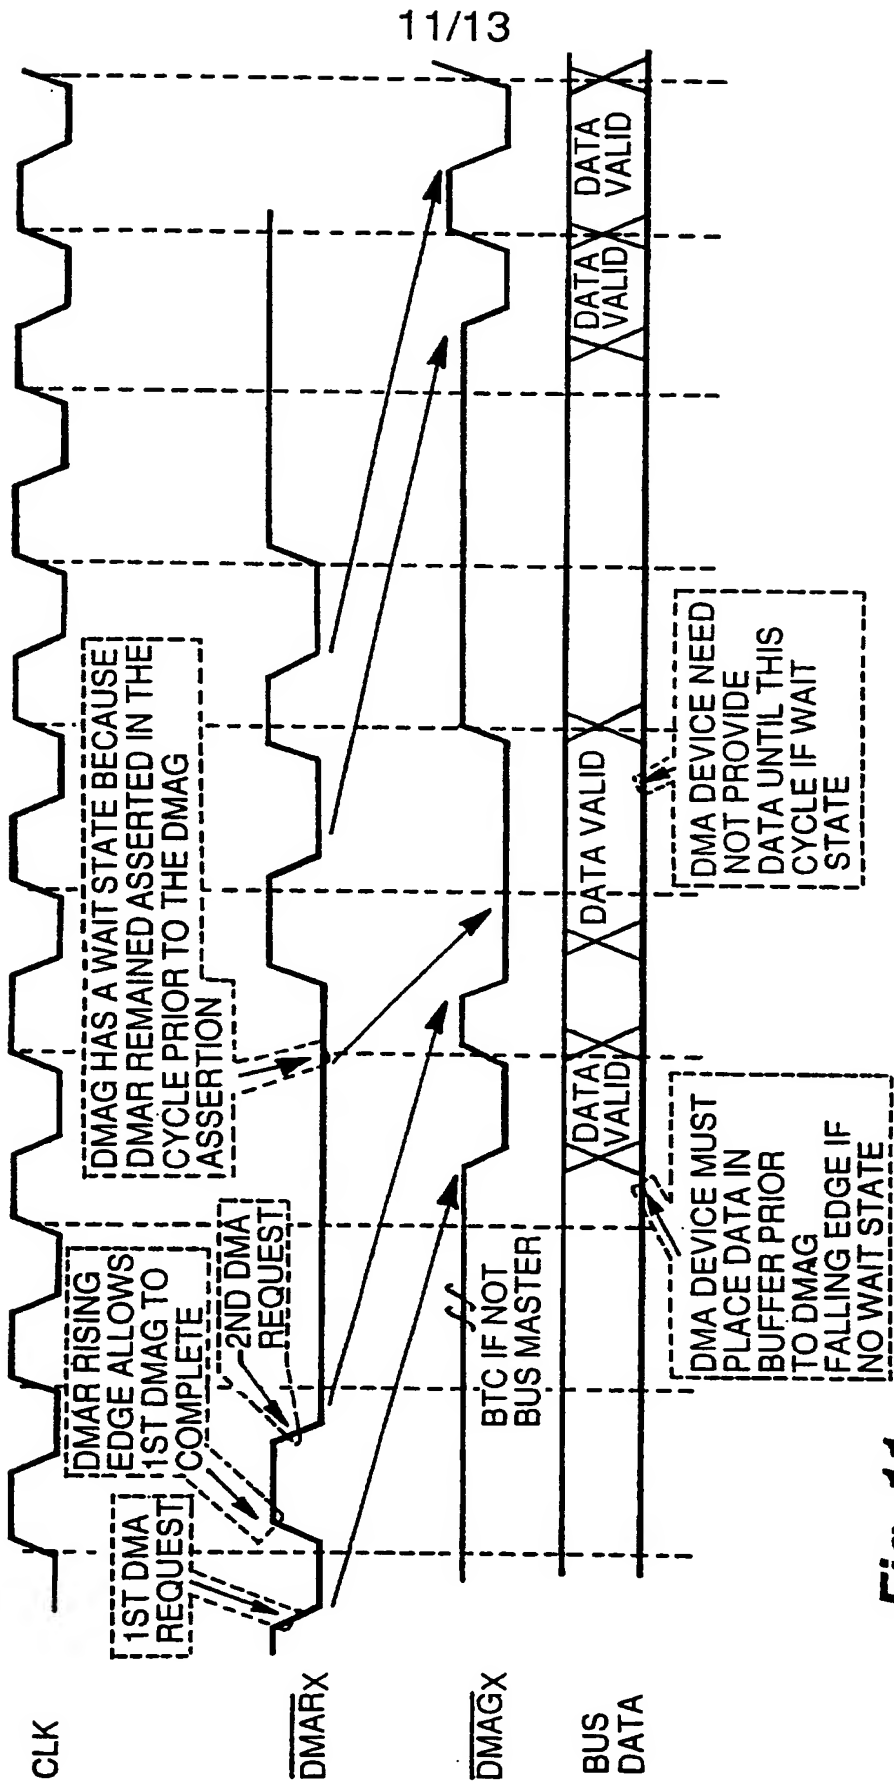 11/13
CLK
1ST DMA
REQUEST
DMAR RISING
EDGE ALLOWS
1ST DMAG TO
COMPLETE
2ND DMA
REQUEST
DMAG HAS A WAIT STATE BECAUSE
DMAR REMAINED ASSERTED IN THE
CYCLE PRIOR TO THE DMAG
ASSERTION
DMARX
DMAGX
BTC IF NOT
BUS MASTER
BUS
DATA
DATA
VALID
DATA VALID
DATA
VALID
DATA
VALID
DMA DEVICE MUST
PLACE DATA IN
BUFFER PRIOR
TO DMAG
FALLING EDGE IF
NO WAIT STATE
DMA DEVICE NEED
NOT PROVIDE
DATA UNTIL THIS
CYCLE IF WAIT
STATE